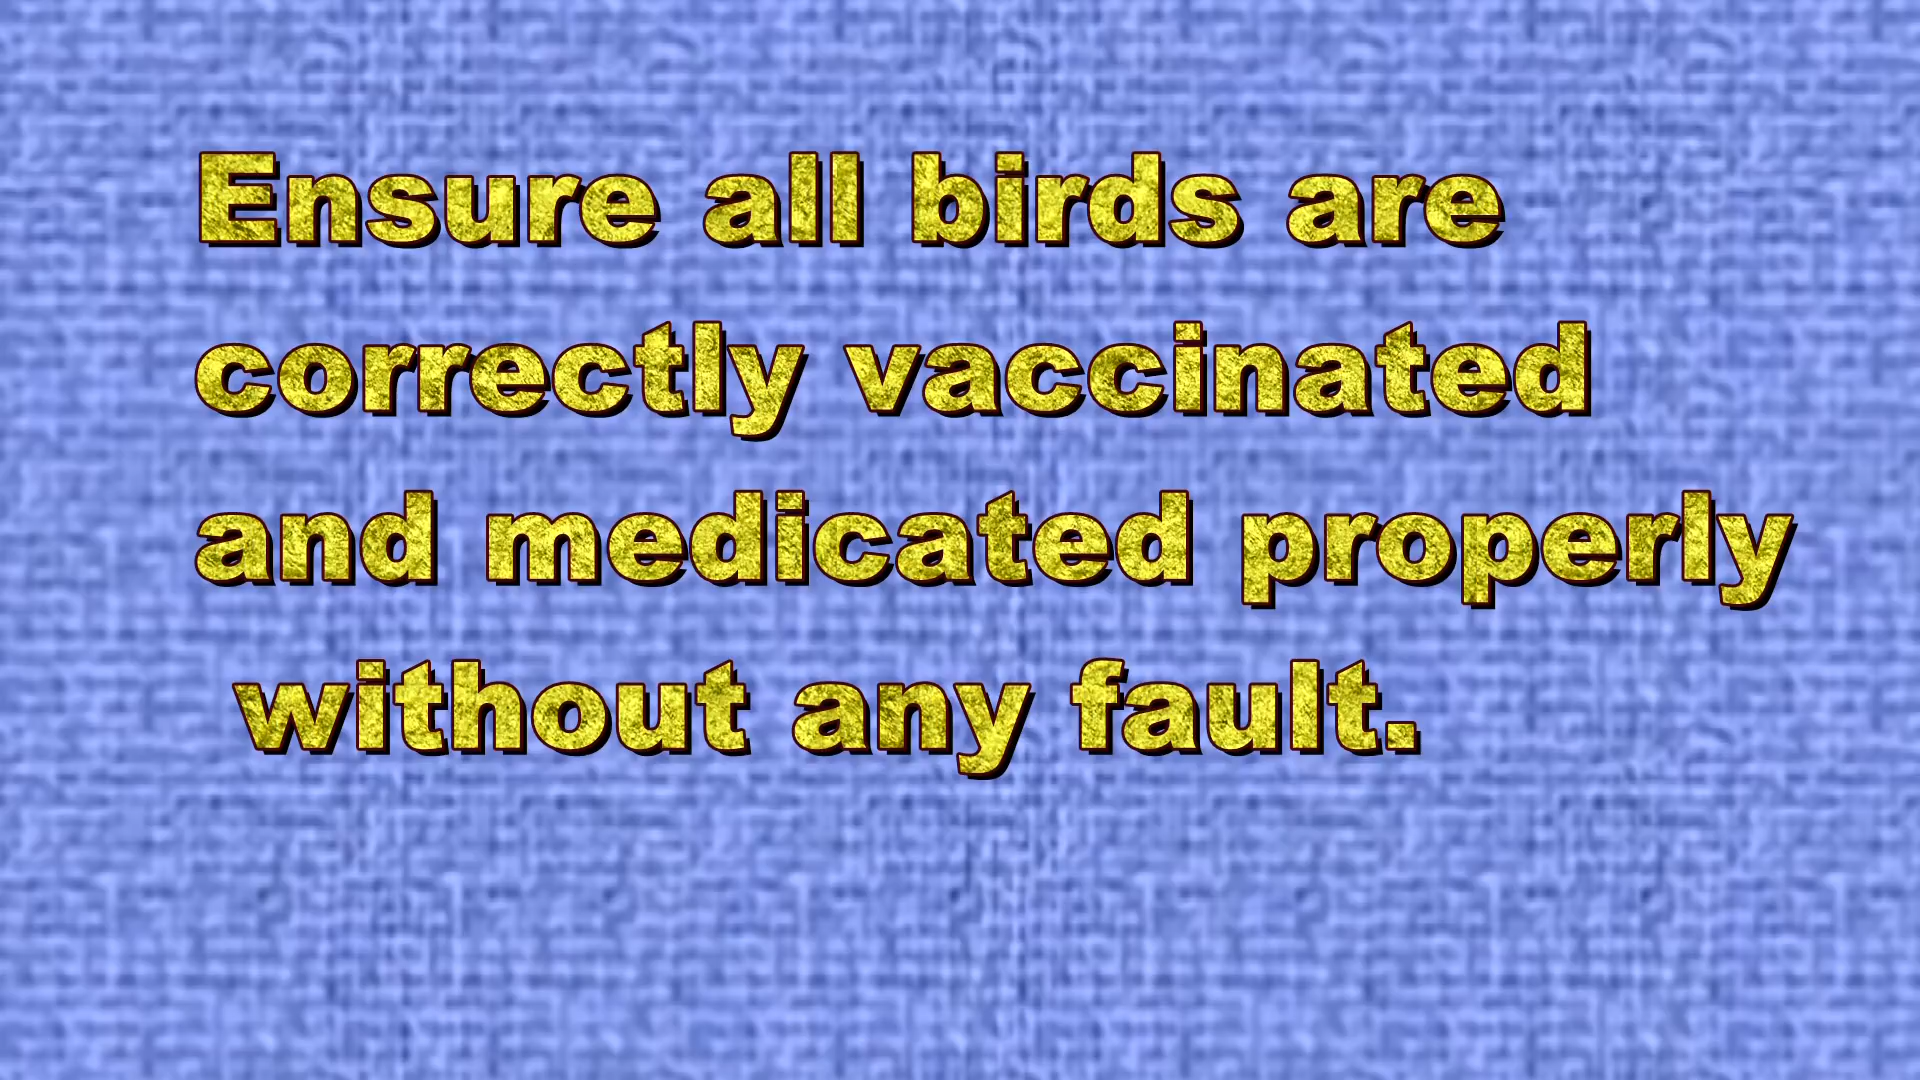 Ensure all birds are
correctly vaccinated
and medicated properly
without any fault.